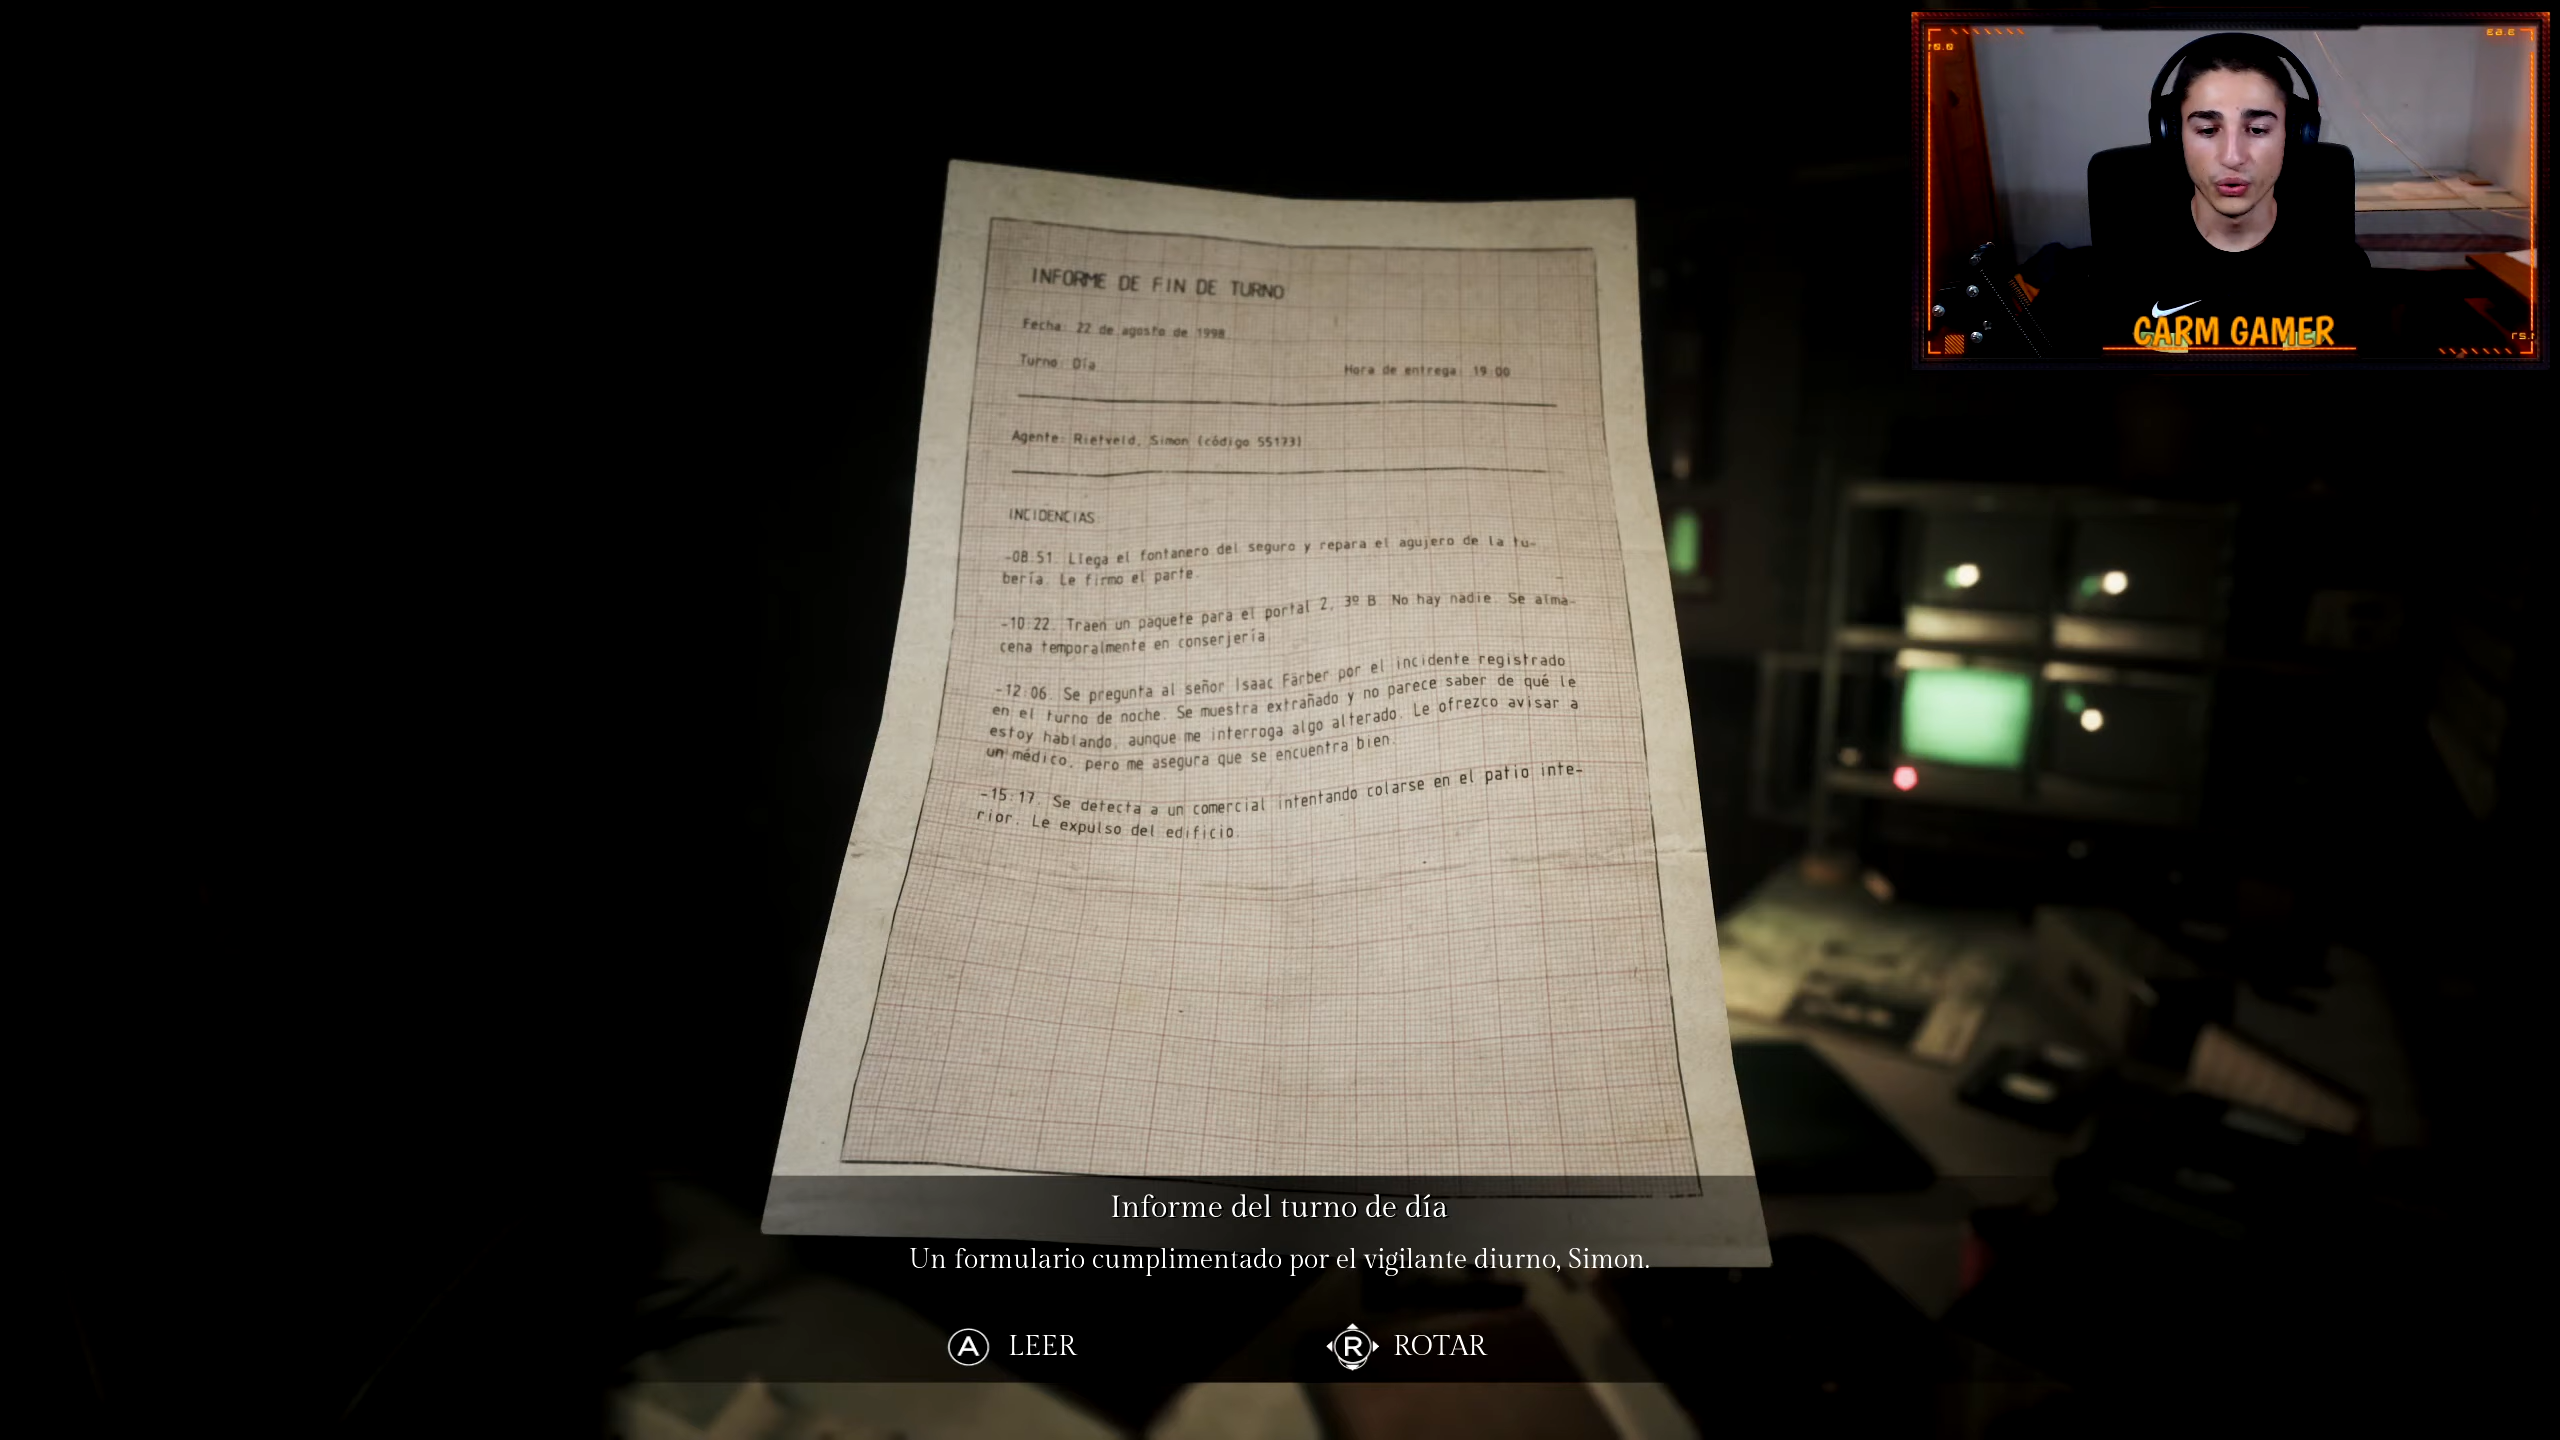 INFORME DE FIN DE TURNO
Fecha: 22 de agosto de 1998
Turno: Día
Hora de entrega: 19:00
Agente: Rietveld, Simon (código 55173)
INCIDENCIAS
-08:51. Llega el fontanero del seguro y repara el agujero de la tu-
bería. Le firmo el parte.
-10:22. Traen un paquete para el portal 2, 3º B. No hay nadie. Se alma-
cena temporalmente en conserjería.
-12:06. Se pregunta al señor Isaac Färber por el incidente registrado
en el turno de noche. Se muestra extrañado y no parece saber de qué le
estoy hablando, aunque me interroga algo alterado. Le ofrezco avisar a
un médico, pero me asegura que se encuentra bien.
-15:17. Se detecta a un comercial intentando colarse en el patio inte-
rior. Le expulso del edificio.
Informe del turno de día
Un formulario cumplimentado por el vigilante diurno, Simon.
A LEER
R ROTAR
CARM GAMER